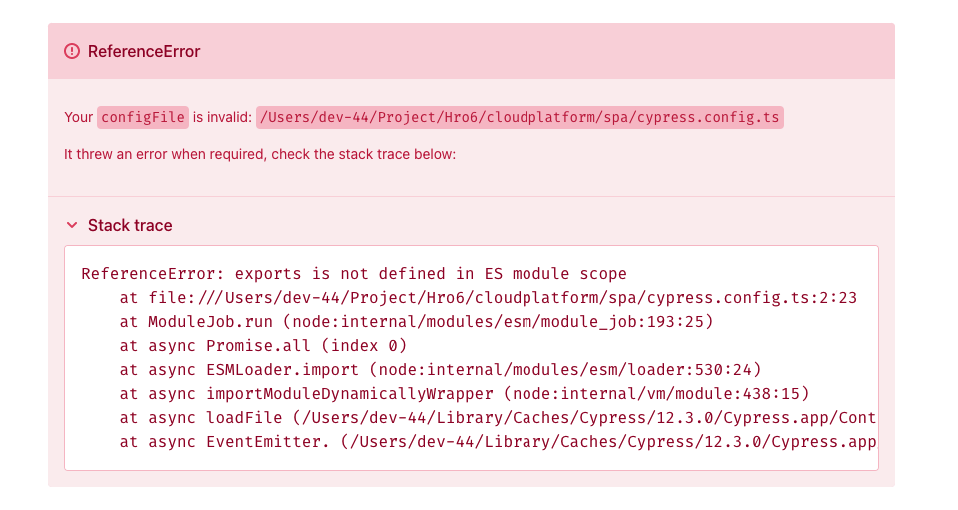 ReferenceError
Your configFile is invalid: /Users/dev-44/Project/Hro6/cloudplatform/spa/cypress.config.ts
It threw an error when required, check the stack trace below:
Stack trace
ReferenceError: exports is not defined in ES module scope
at file:///Users/dev-44/Project/Hro6/cloudplatform/spa/cypress.config.ts:2:23
at ModuleJob.run (node:internal/modules/esm/module_job:193:25)
at async Promise.all (index 0)
at async ESMLoader.import (node:internal/modules/esm/loader:530:24)
at async importModuleDynamicallyWrapper (node:internal/vm/module:438:15)
at async loadFile (/Users/dev-44/Library/Caches/Cypress/12.3.0/Cypress.app/Cont
at async EventEmitter. (/Users/dev-44/Library/Caches/Cypress/12.3.0/Cypress.app